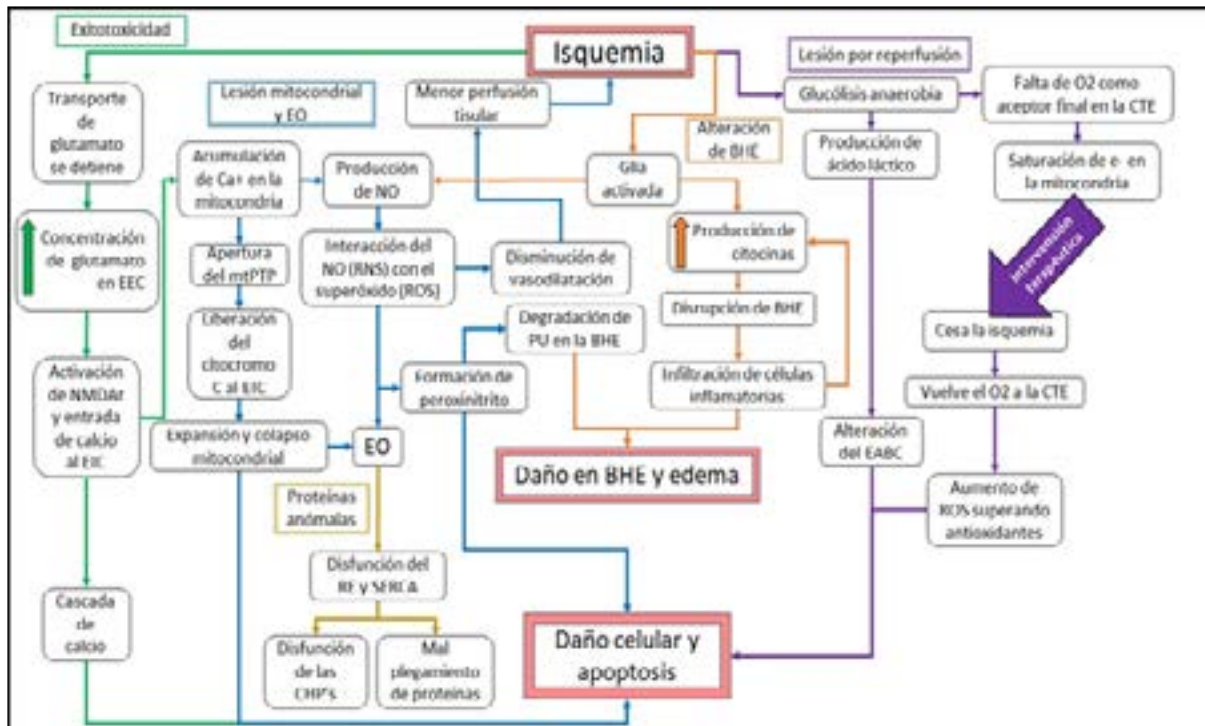 Exitotoxicidad
Isquemia
Lesión por reperfusión
Transporte
de
glutamato
se detiene
Lesión mitocondrial
y EO
Menor perfusión
tisular
Glucólisis anaerobia
Falta de O2 como
aceptor final en la CTE
Alteración
de BHE
Acumulación
de Ca+ en la
mitocondria
Producción
de NO
Glía
activada
Producción de
ácido láctico
Saturación de e- en
la mitocondria
Concentración
de glutamato
en EEC
Apertura
del mtPTP
Interacción del
NO (RNS) con el
superóxido (ROS)
Disminución de
vasodilatación
Producción de
citocinas
Intervención
terapéutica
Liberación
del
citocromo
C al EIC
Degradación de
PU en la BHE
Disrupción de BHE
Cesa la isquemia
Activación
de NMDAr
y entrada
de calcio
al EIC
Formación de
peroxinitrito
Infiltración de células
inflamatorias
Vuelve el O2 a la CTE
Expansión y colapso
mitocondrial
EO
Daño en BHE y edema
Alteración
del EABC
Proteínas
anómalas
Aumento de
ROS superando
antioxidantes
Disfunción del
RE y SERCA
Cascada
de
calcio
Disfunción
de las
CHP's
Mal
plegamiento
de proteínas
Daño celular y
apoptosis